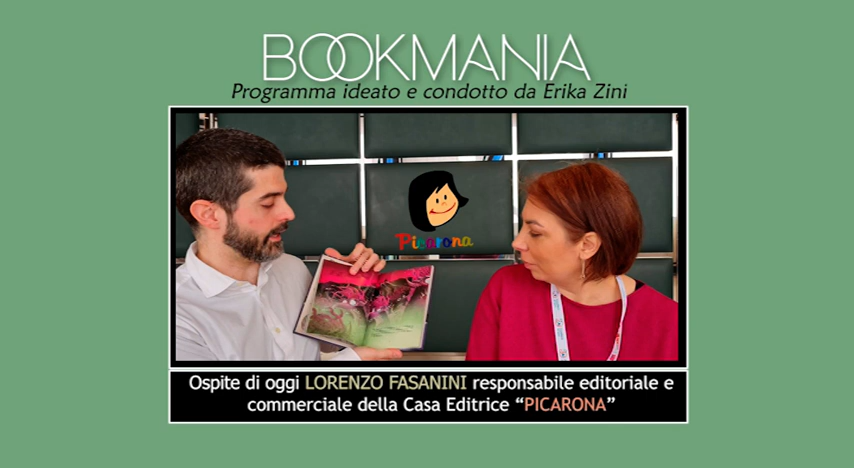 BOOKMANIA
Programma ideato e condotto da Erika Zini
Picarona
Ospite di oggi LORENZO FASANINI responsabile editoriale e
commerciale della Casa Editrice “PICARONA”